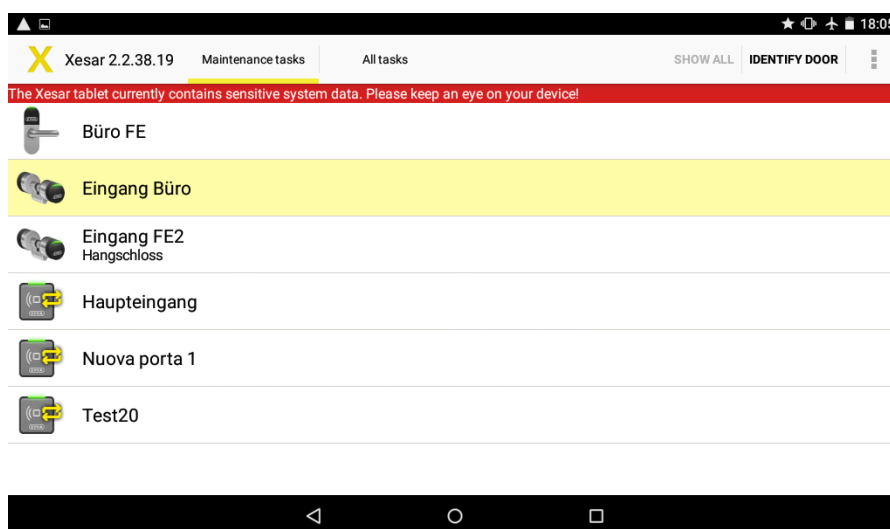 18:05
Xesar 2.2.38.19 Maintenance tasks All tasks SHOW ALL IDENTIFY DOOR
The Xesar tablet currently contains sensitive system data. Please keep an eye on your device!
Büro FE
Eingang Büro
Eingang FE2
Hangschloss
Haupteingang
Nuova porta 1
Test20